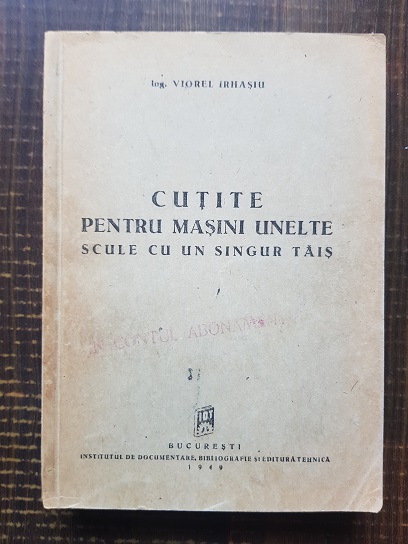 Ing. VIOREL IRHAȘIU
CUȚITE
PENTRU MAȘINI UNELTE
SCULE CU UN SINGUR TĂIȘ
CONTUL ABONAM
BUCUREȘTI
INSTITUTUL DE DOCUMENTARE, BIBLIOGRAFIE ȘI EDITURĂ TEHNICĂ
1949